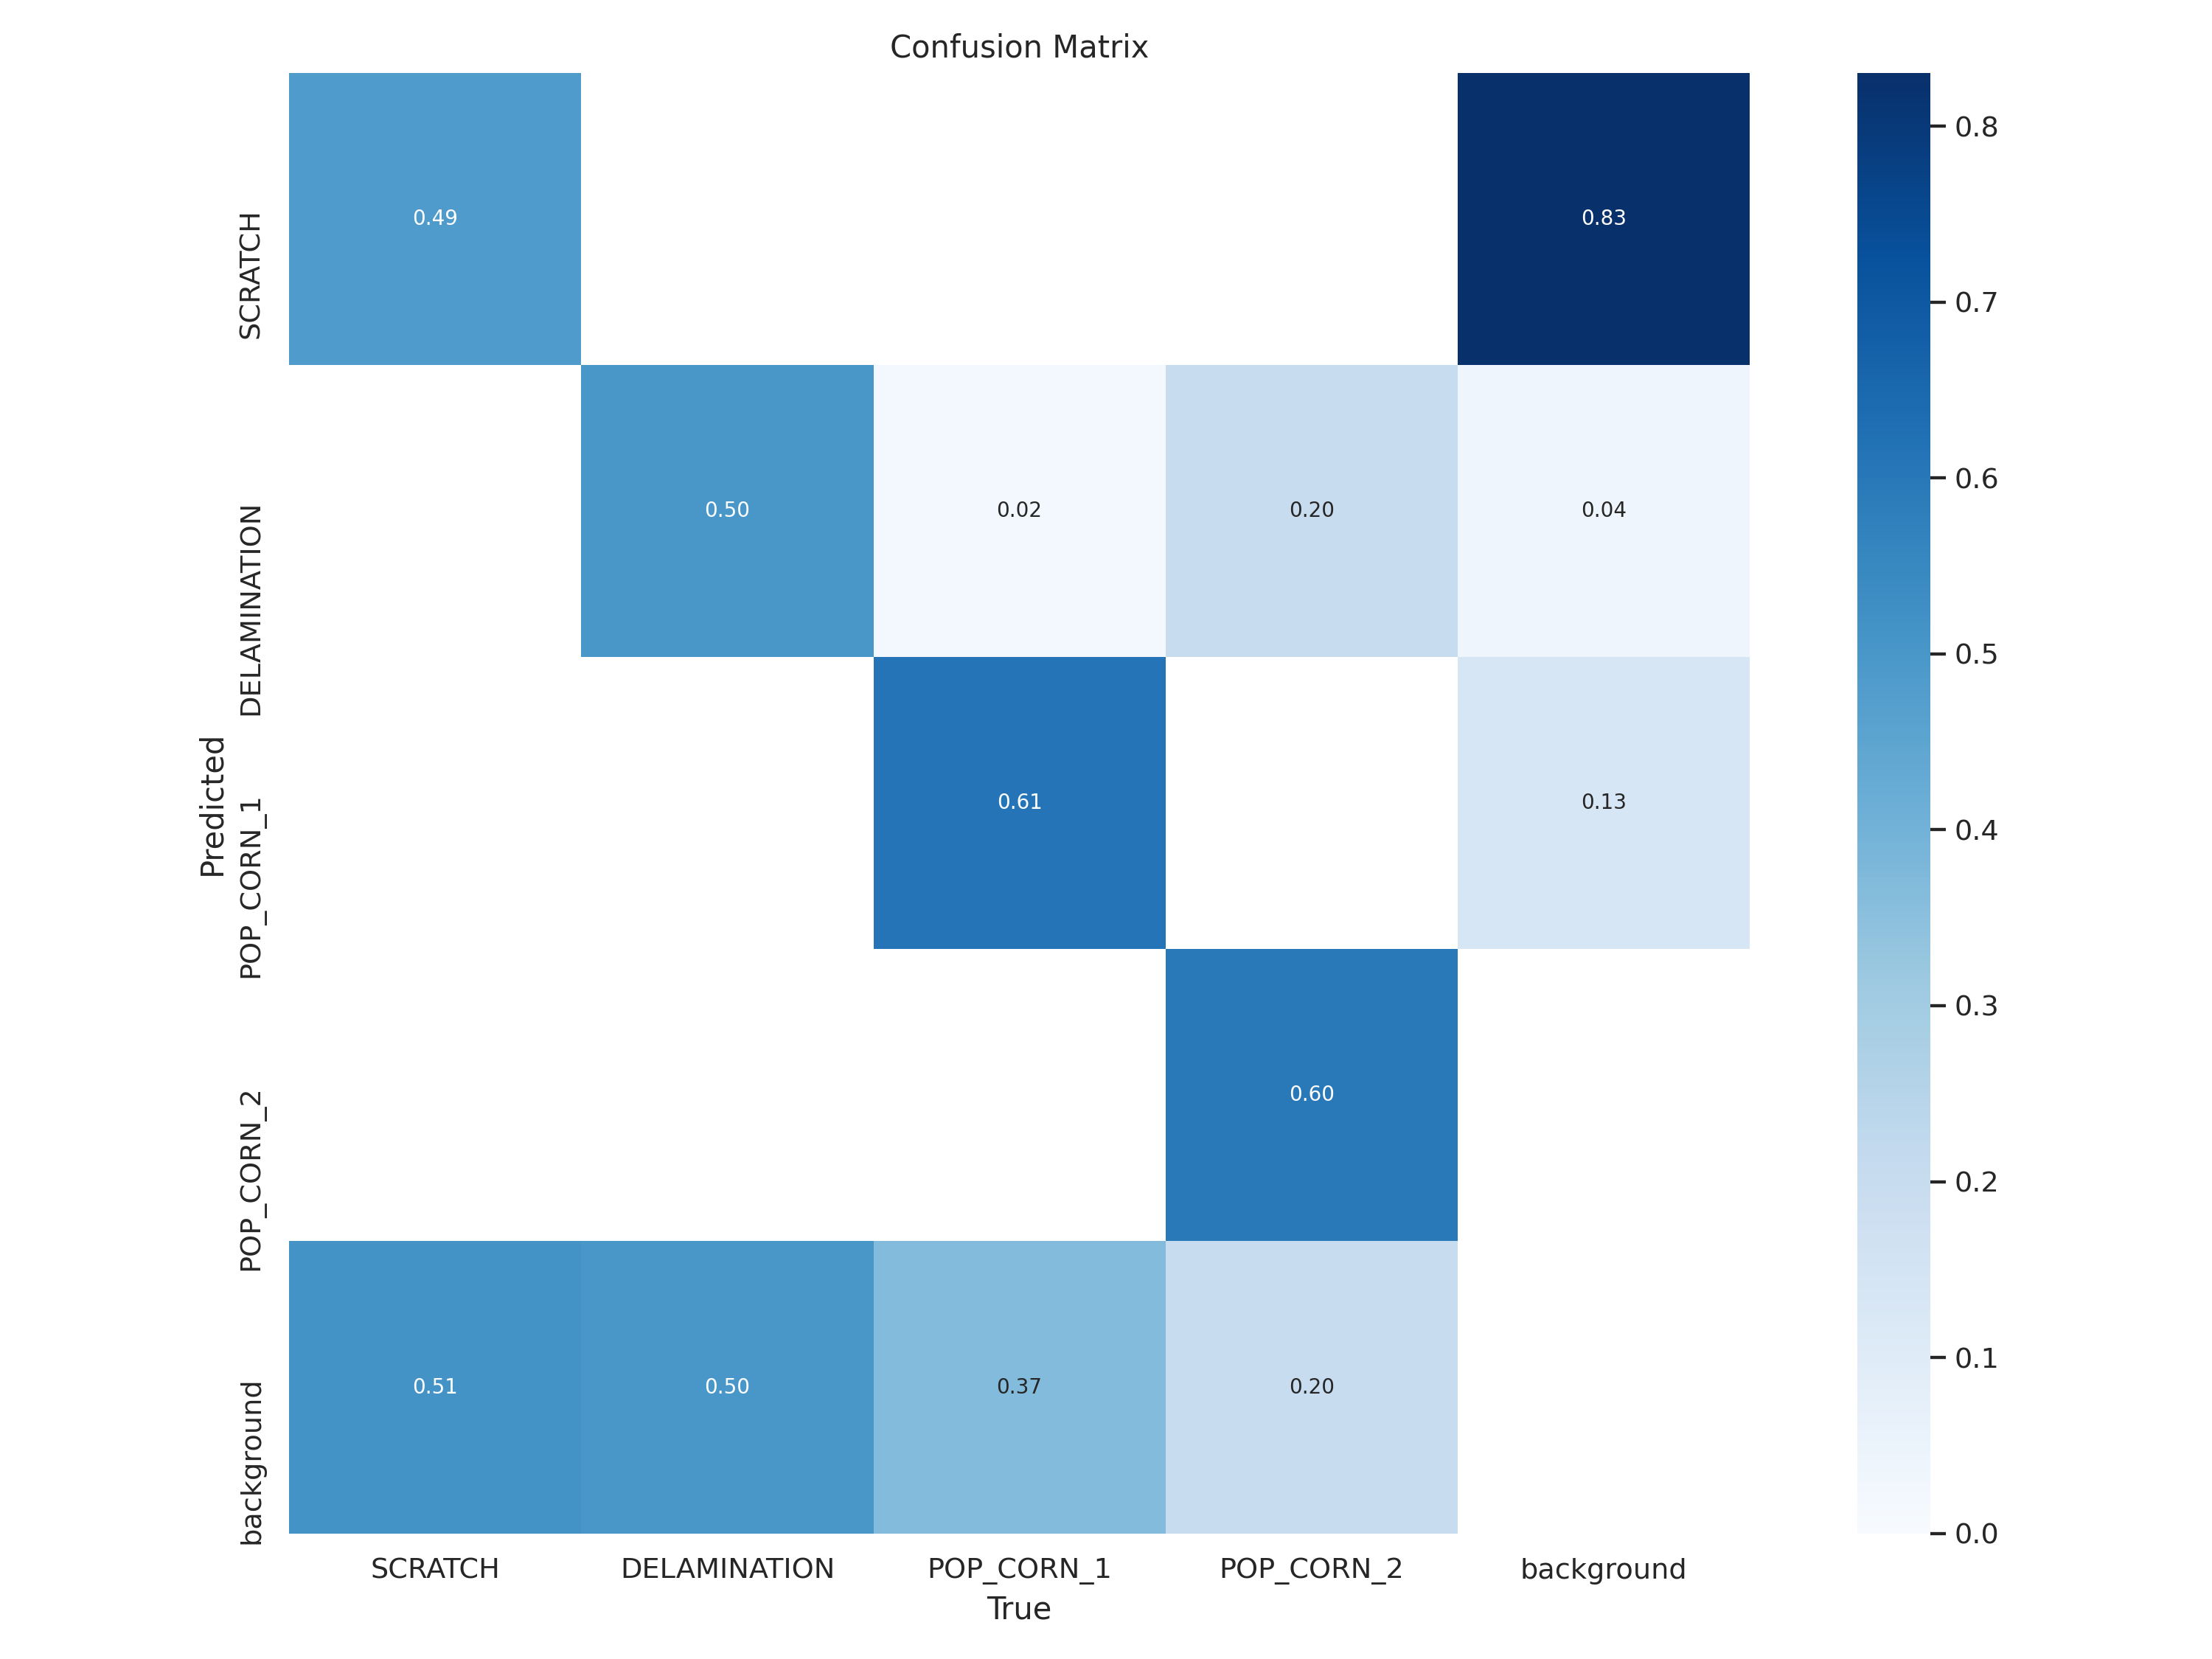 Confusion Matrix
SCRATCH
0.49
0.83
DELAMINATION
0.50
0.02
0.20
0.04
Predicted
POP_CORN_1
0.61
0.13
POP_CORN_2
0.60
background
0.51
0.50
0.37
0.20
SCRATCH
DELAMINATION
POP_CORN_1
POP_CORN_2
background
True
0.8
0.7
0.6
0.5
0.4
0.3
0.2
0.1
0.0